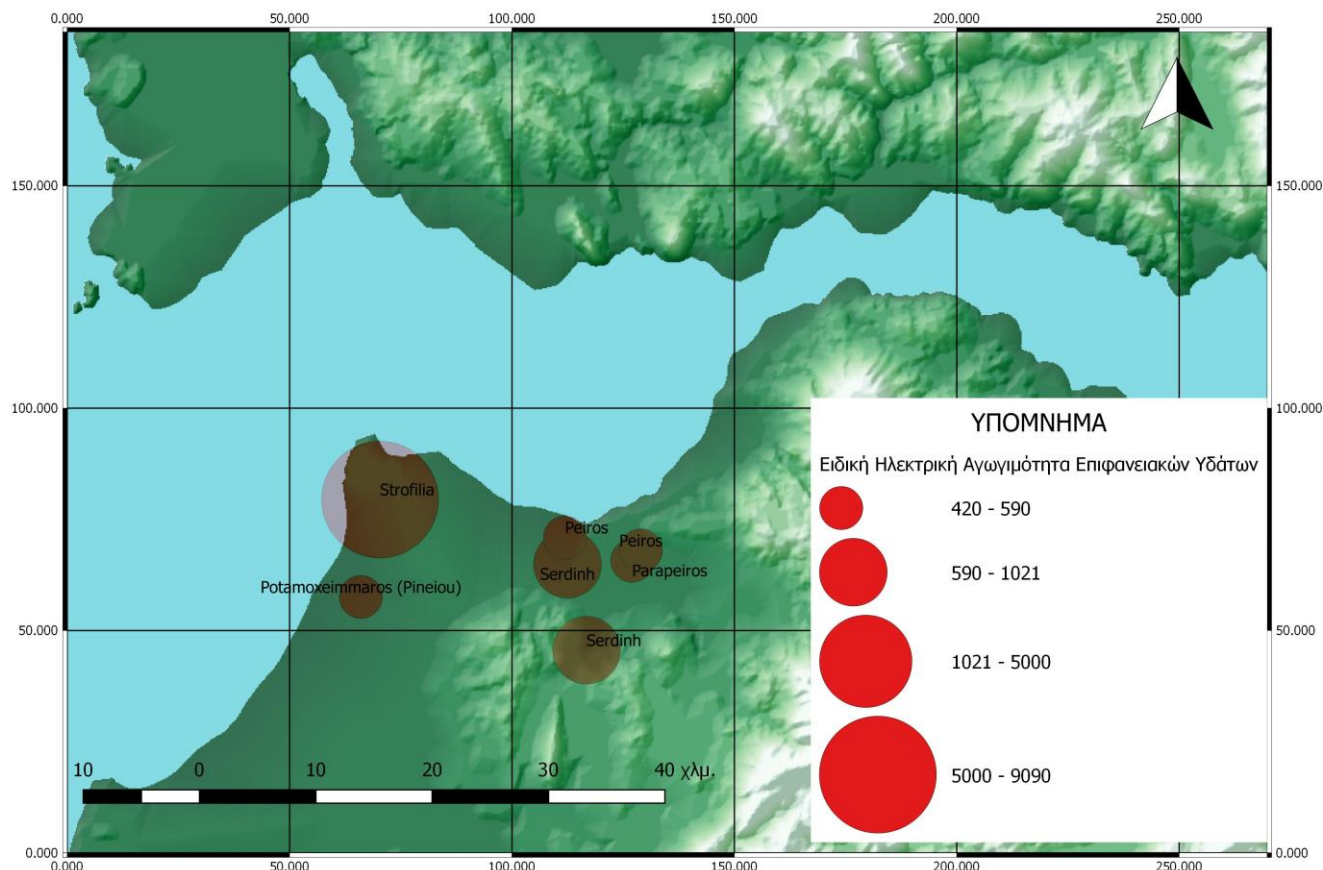 0.000 50.000 100.000 150.000 200.000 250.000
150.000 150.000
100.000 100.000
ΥΠΟΜΝΗΜΑ
Ειδική Ηλεκτρική Αγωγιμότητα Επιφανειακών Υδάτων
420 - 590
590 - 1021
1021 - 5000
5000 - 9090
Strofilia
Peiros
Peiros
Serdinh
Parapeiros
Potamoxeimmaros (Pineiou)
Serdinh
50.000 50.000
10 0 10 20 30 40 χλμ.
0.000 0.000
0.000 50.000 100.000 150.000 200.000 250.000